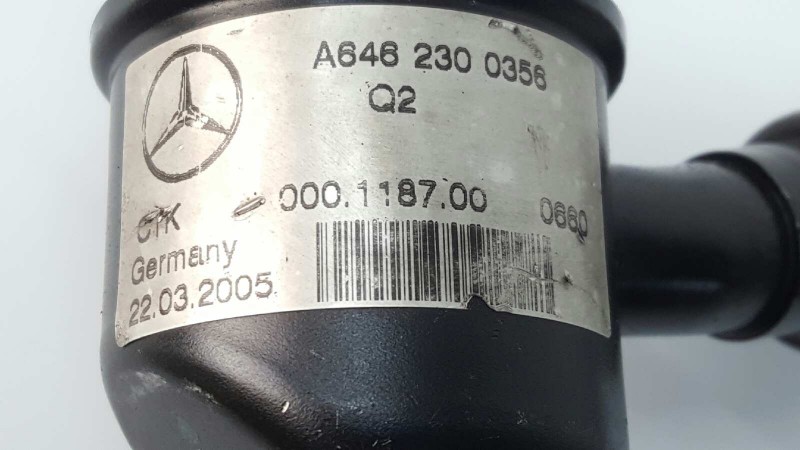 A646 230 0356
Q2
000.1187.00 0660
CTK
Germany
22.03.2005